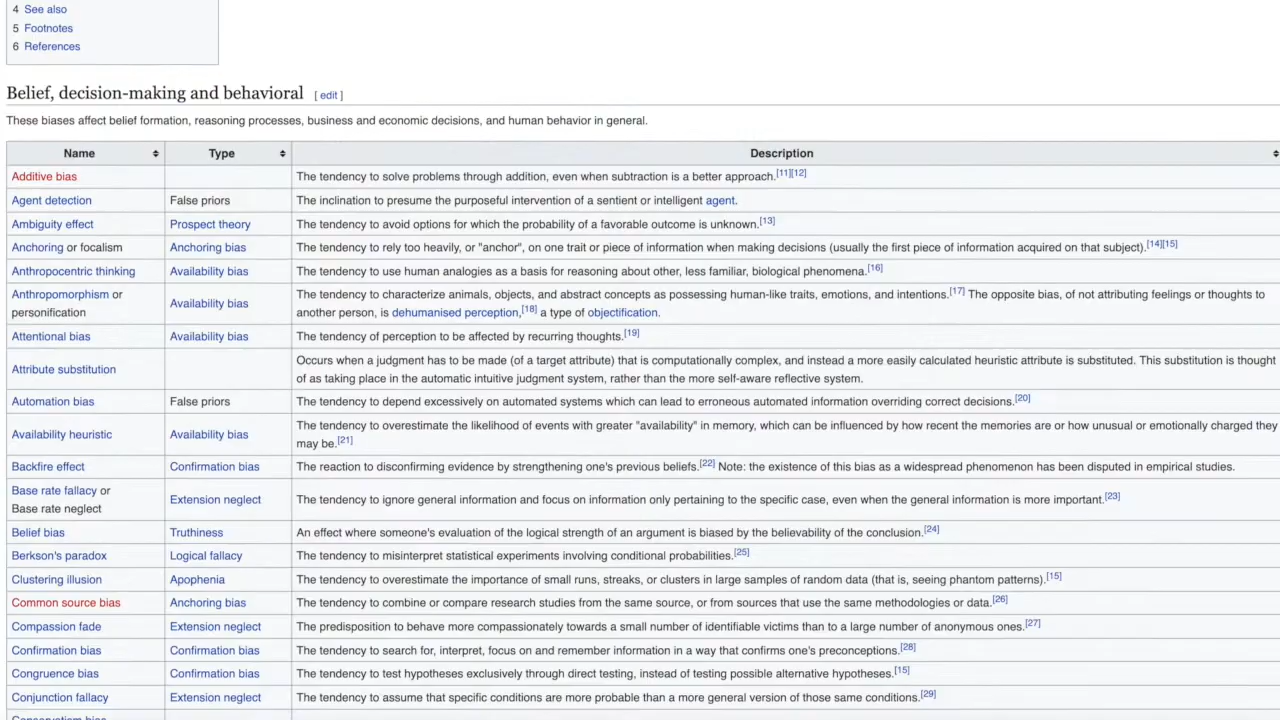 4 See also
5 Footnotes
6 References
Belief, decision-making and behavioral [ edit ]
These biases affect belief formation, reasoning processes, business and economic decisions, and human behavior in general.
Name Type Description
Additive bias The tendency to solve problems through addition, even when subtraction is a better approach.[11][12]
Agent detection False priors The inclination to presume the purposeful intervention of a sentient or intelligent agent.
Ambiguity effect Prospect theory The tendency to avoid options for which the probability of a favorable outcome is unknown.[13]
Anchoring or focalism Anchoring bias The tendency to rely too heavily, or "anchor", on one trait or piece of information when making decisions (usually the first piece of information acquired on that subject).[14][15]
Anthropocentric thinking Availability bias The tendency to use human analogies as a basis for reasoning about other, less familiar, biological phenomena.[16]
Anthropomorphism or
personification Availability bias The tendency to characterize animals, objects, and abstract concepts as possessing human-like traits, emotions, and intentions.[17] The opposite bias, of not attributing feelings or thoughts to
another person, is dehumanised perception,[18] a type of objectification.
Attentional bias Availability bias The tendency of perception to be affected by recurring thoughts.[19]
Attribute substitution Occurs when a judgment has to be made (of a target attribute) that is computationally complex, and instead a more easily calculated heuristic attribute is substituted. This substitution is thought
of as taking place in the automatic intuitive judgment system, rather than the more self-aware reflective system.
Automation bias False priors The tendency to depend excessively on automated systems which can lead to erroneous automated information overriding correct decisions.[20]
Availability heuristic Availability bias The tendency to overestimate the likelihood of events with greater "availability" in memory, which can be influenced by how recent the memories are or how unusual or emotionally charged they
may be.[21]
Backfire effect Confirmation bias The reaction to disconfirming evidence by strengthening one's previous beliefs.[22] Note: the existence of this bias as a widespread phenomenon has been disputed in empirical studies.
Base rate fallacy or
Base rate neglect Extension neglect The tendency to ignore general information and focus on information only pertaining to the specific case, even when the general information is more important.[23]
Belief bias Truthiness An effect where someone's evaluation of the logical strength of an argument is biased by the believability of the conclusion.[24]
Berkson's paradox Logical fallacy The tendency to misinterpret statistical experiments involving conditional probabilities.[25]
Clustering illusion Apophenia The tendency to overestimate the importance of small runs, streaks, or clusters in large samples of random data (that is, seeing phantom patterns).[15]
Common source bias Anchoring bias The tendency to combine or compare research studies from the same source, or from sources that use the same methodologies or data.[26]
Compassion fade Extension neglect The predisposition to behave more compassionately towards a small number of identifiable victims than to a large number of anonymous ones.[27]
Confirmation bias Confirmation bias The tendency to search for, interpret, focus on and remember information in a way that confirms one's preconceptions.[28]
Congruence bias Confirmation bias The tendency to test hypotheses exclusively through direct testing, instead of testing possible alternative hypotheses.[15]
Conjunction fallacy Extension neglect The tendency to assume that specific conditions are more probable than a more general version of those same conditions.[29]